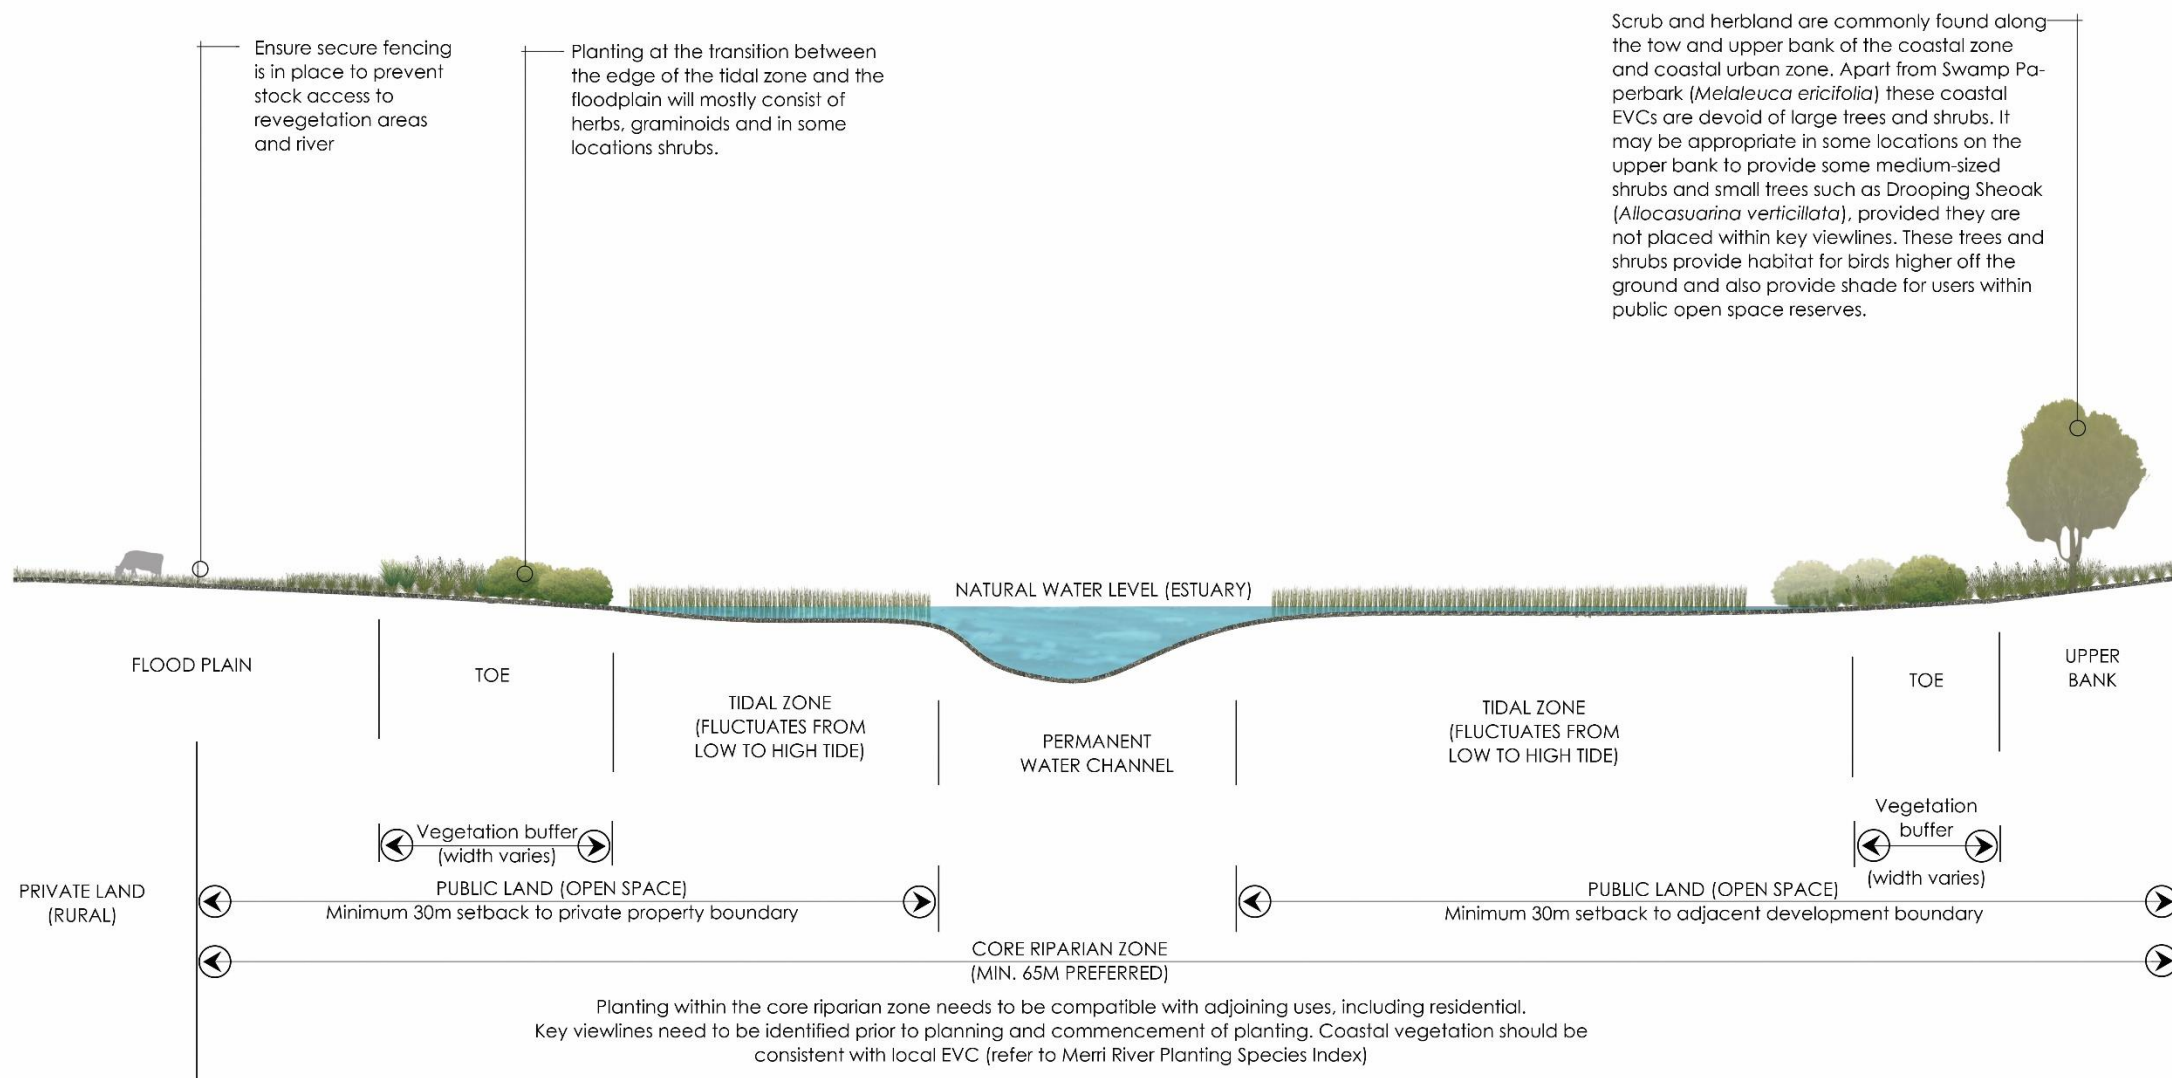 Ensure secure fencing
is in place to prevent
stock access to
revegetation areas
and river
Planting at the transition between
the edge of the tidal zone and the
floodplain will mostly consist of
herbs, graminoids and in some
locations shrubs.
Scrub and herbland are commonly found along
the tow and upper bank of the coastal zone
and coastal urban zone. Apart from Swamp Pa-
perbark (Melaleuca ericifolia) these coastal
EVCs are devoid of large trees and shrubs. It
may be appropriate in some locations on the
upper bank to provide some medium-sized
shrubs and small trees such as Drooping Sheoak
(Allocasuarina verticillata), provided they are
not placed within key viewlines. These trees and
shrubs provide habitat for birds higher off the
ground and also provide shade for users within
public open space reserves.
NATURAL WATER LEVEL (ESTUARY)
FLOOD PLAIN
TOE
TIDAL ZONE
(FLUCTUATES FROM
LOW TO HIGH TIDE)
PERMANENT
WATER CHANNEL
TIDAL ZONE
(FLUCTUATES FROM
LOW TO HIGH TIDE)
TOE
UPPER
BANK
Vegetation buffer
(width varies)
Vegetation
buffer
(width varies)
PRIVATE LAND
(RURAL)
PUBLIC LAND (OPEN SPACE)
Minimum 30m setback to private property boundary
PUBLIC LAND (OPEN SPACE)
Minimum 30m setback to adjacent development boundary
CORE RIPARIAN ZONE
(MIN. 65M PREFERRED)
Planting within the core riparian zone needs to be compatible with adjoining uses, including residential.
Key viewlines need to be identified prior to planning and commencement of planting. Coastal vegetation should be
consistent with local EVC (refer to Merri River Planting Species Index)